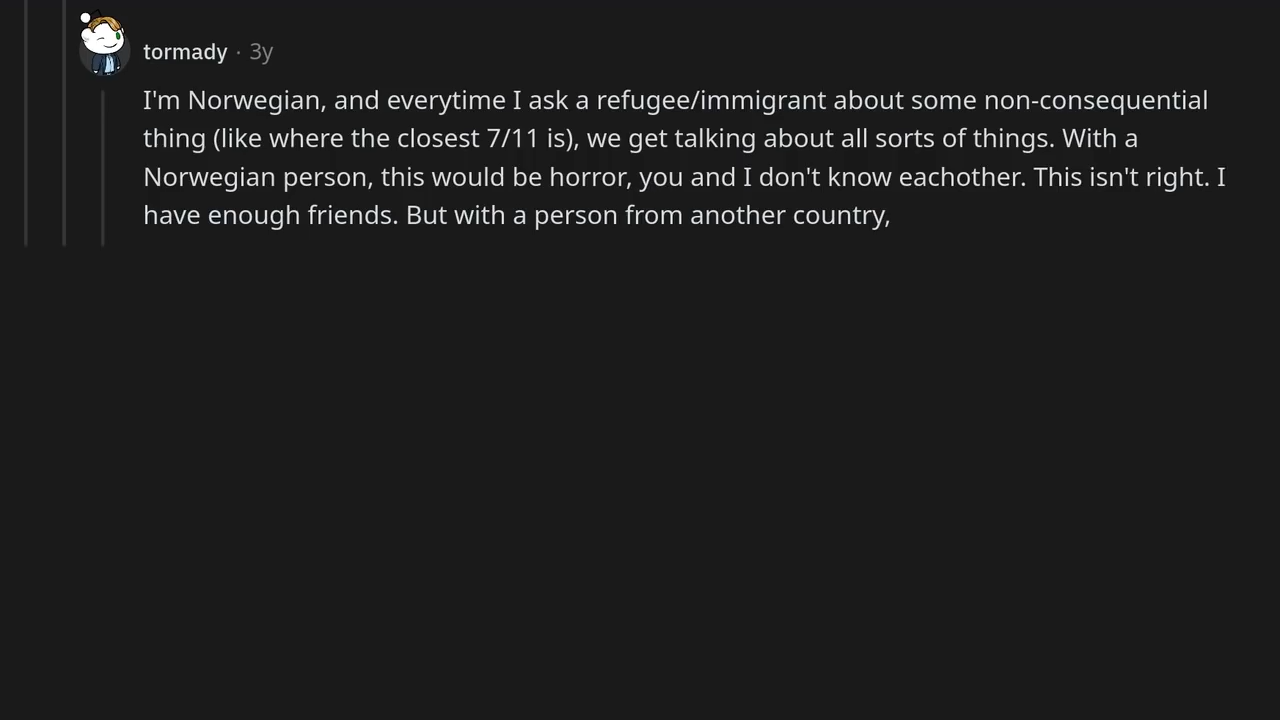 tormady · 3y
I'm Norwegian, and everytime I ask a refugee/immigrant about some non-consequential
thing (like where the closest 7/11 is), we get talking about all sorts of things. With a
Norwegian person, this would be horror, you and I don't know eachother. This isn't right. I
have enough friends. But with a person from another country,